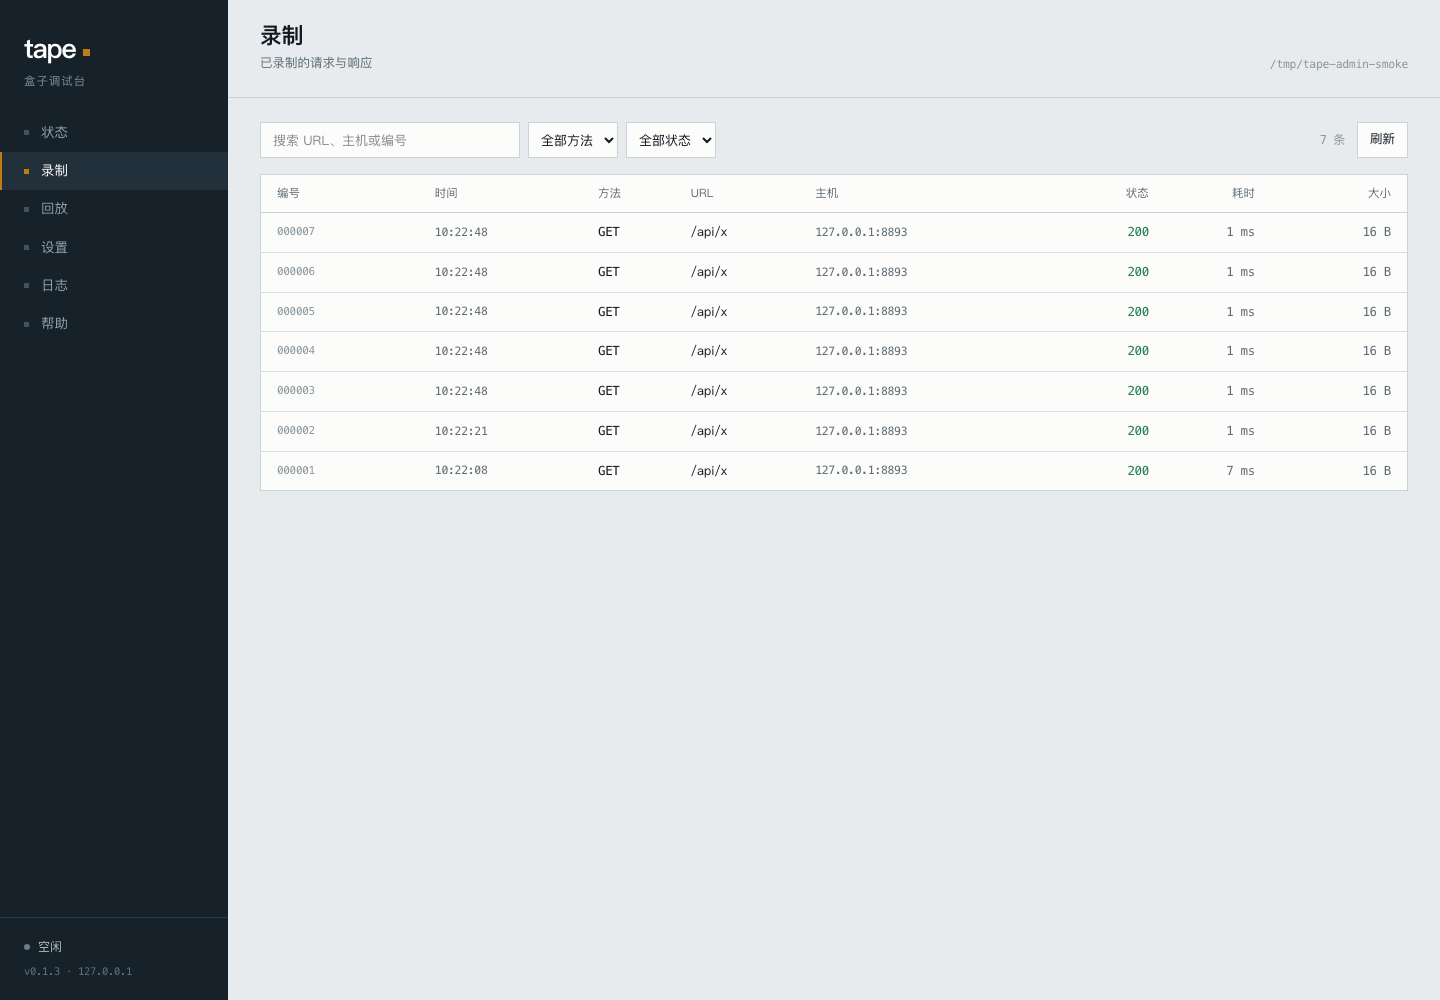 tape
盒子调试台
状态
录制
回放
设置
日志
帮助
空闲
v0.1.3 · 127.0.0.1
录制
已录制的请求与响应
/tmp/tape-admin-smoke
搜索 URL、主机或编号 全部方法 全部状态 7 条 刷新
编号 时间 方法 URL 主机 状态 耗时 大小
000007 10:22:48 GET /api/x 127.0.0.1:8893 200 1 ms 16 B
000006 10:22:48 GET /api/x 127.0.0.1:8893 200 1 ms 16 B
000005 10:22:48 GET /api/x 127.0.0.1:8893 200 1 ms 16 B
000004 10:22:48 GET /api/x 127.0.0.1:8893 200 1 ms 16 B
000003 10:22:48 GET /api/x 127.0.0.1:8893 200 1 ms 16 B
000002 10:22:21 GET /api/x 127.0.0.1:8893 200 1 ms 16 B
000001 10:22:08 GET /api/x 127.0.0.1:8893 200 7 ms 16 B